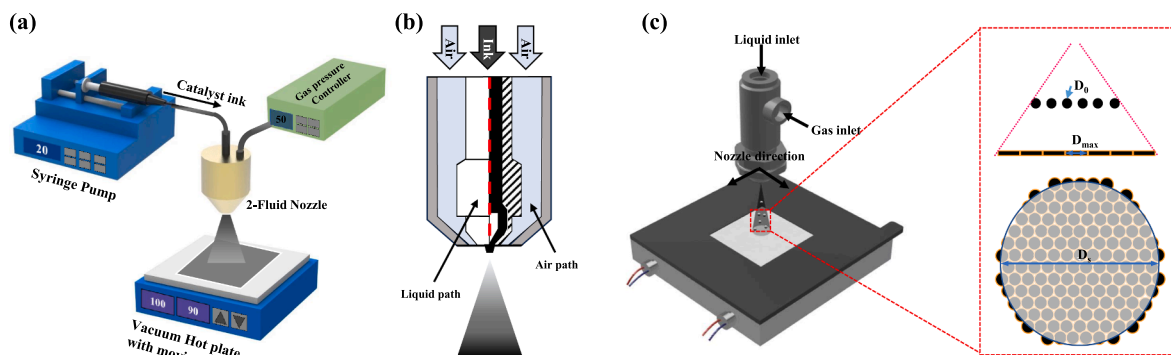 (a)
Catalyst ink
Gas pressure
Controller
50
20
Syringe Pump
2-Fluid Nozzle
100
90
Vacuum Hot plate
(b)
Air
Ink
Air
Liquid path
Air path
(c)
Liquid inlet
Gas inlet
Nozzle direction
D0
Dmax
Ds